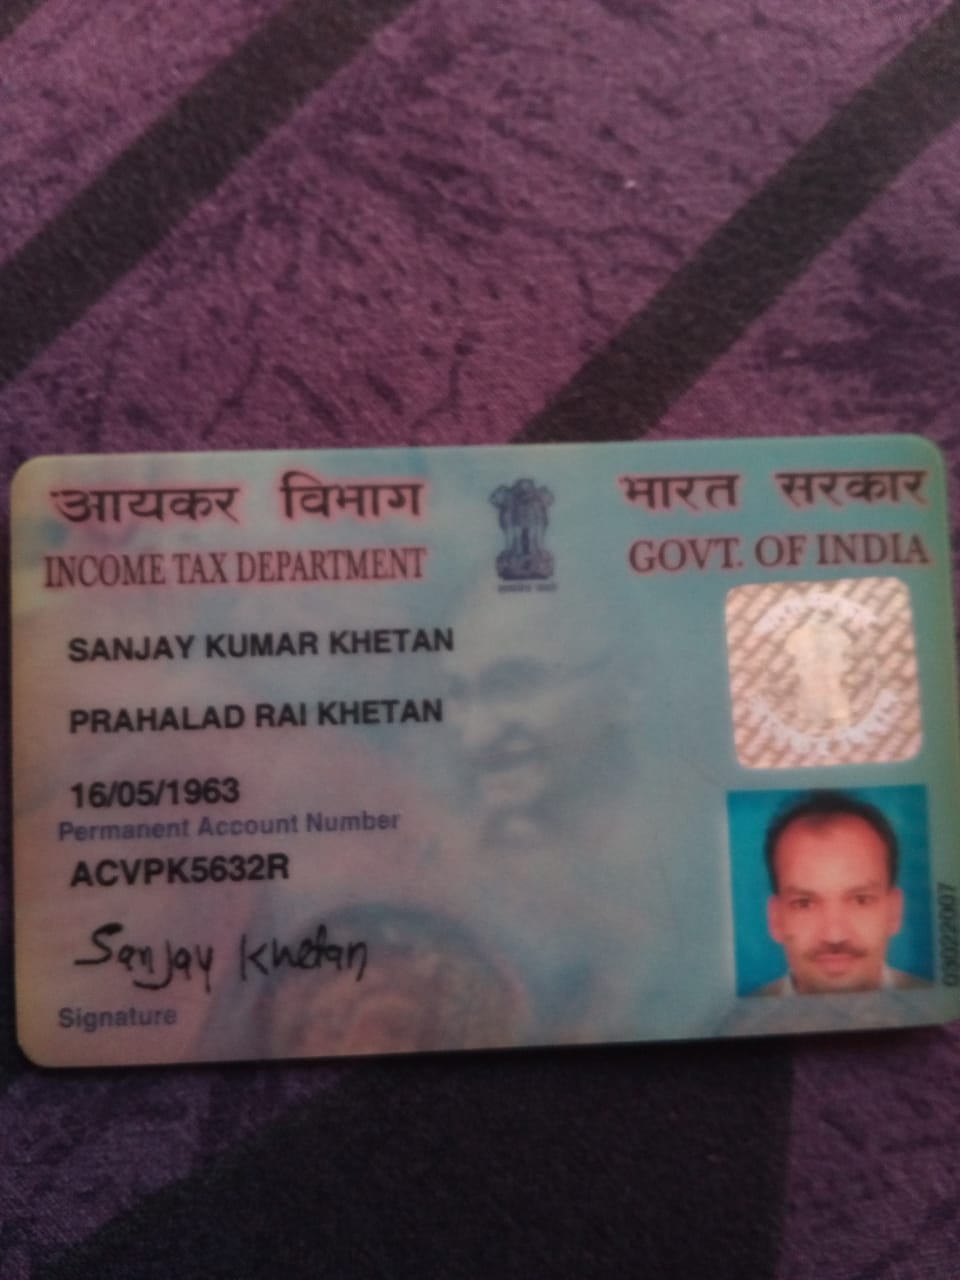 आयकर विभाग
INCOME TAX DEPARTMENT
भारत सरकार
GOVT. OF INDIA
SANJAY KUMAR KHETAN
PRAHALAD RAI KHETAN
16/05/1963
Permanent Account Number
ACVPK5632R
Sanjay Khetan
Signature
03022007